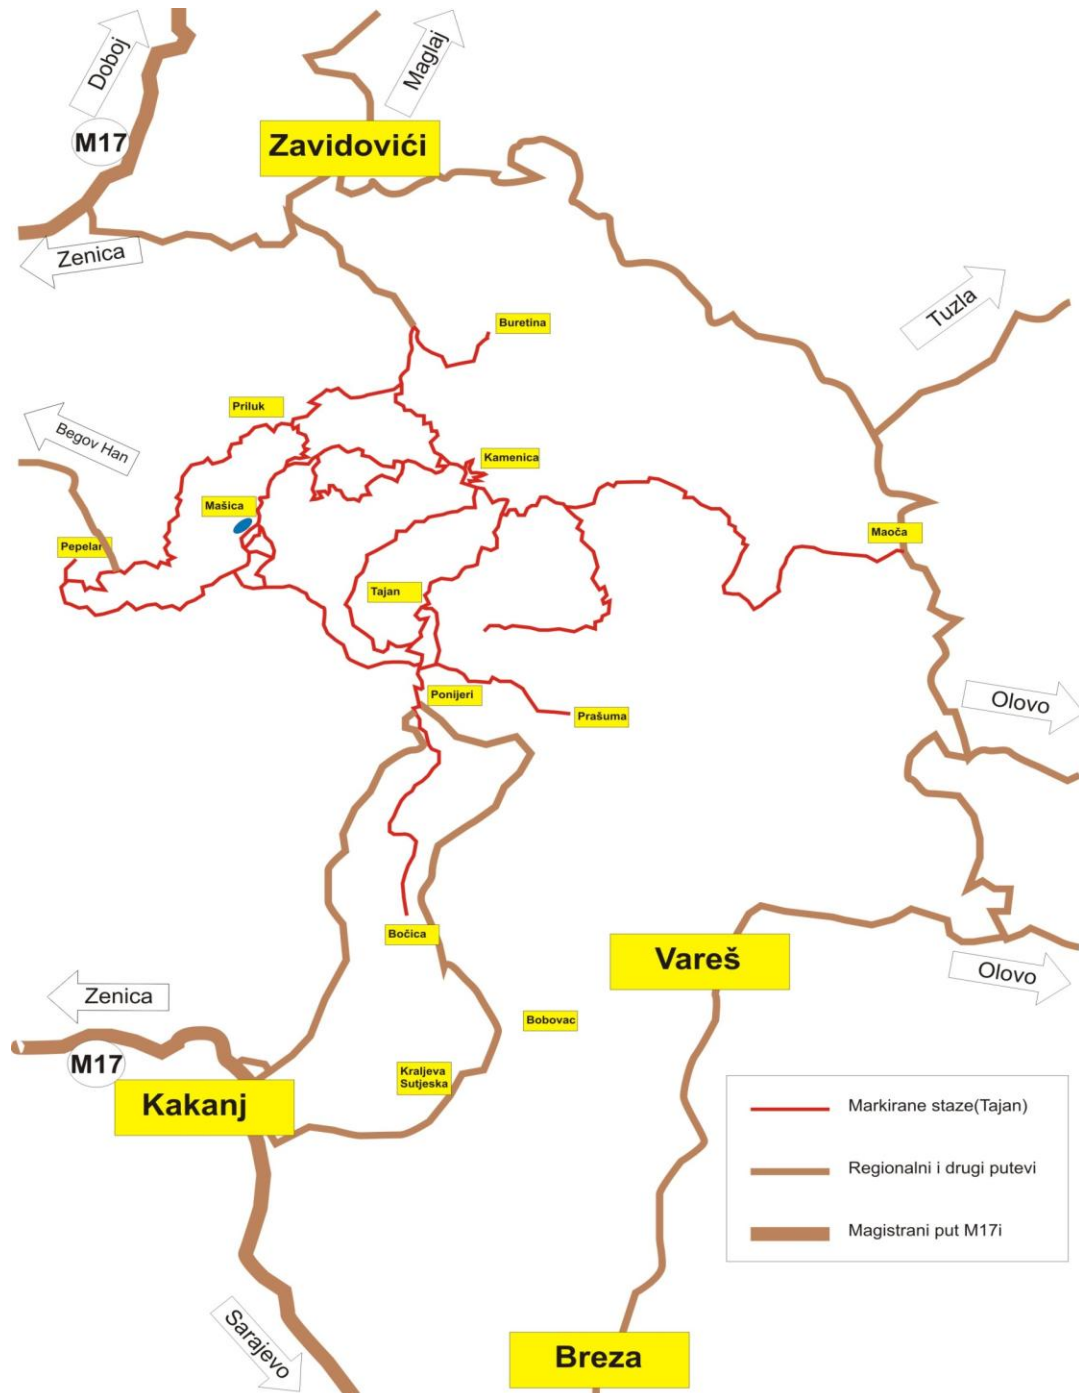 Doboj
Maglaj
M17
Zavidovići
Zenica
Tuzla
Buretina
Priluk
Begov Han
Kamenica
Mašica
Maoča
Pepelari
Tajan
Ponijeri
Prašuma
Olovo
Bočica
Vareš
Olovo
Zenica
Bobovac
M17
Kraljeva
Sutjeska
Kakanj
Markirane staze(Tajan)
Regionalni i drugi putevi
Magistrani put M17i
Sarajevo
Breza